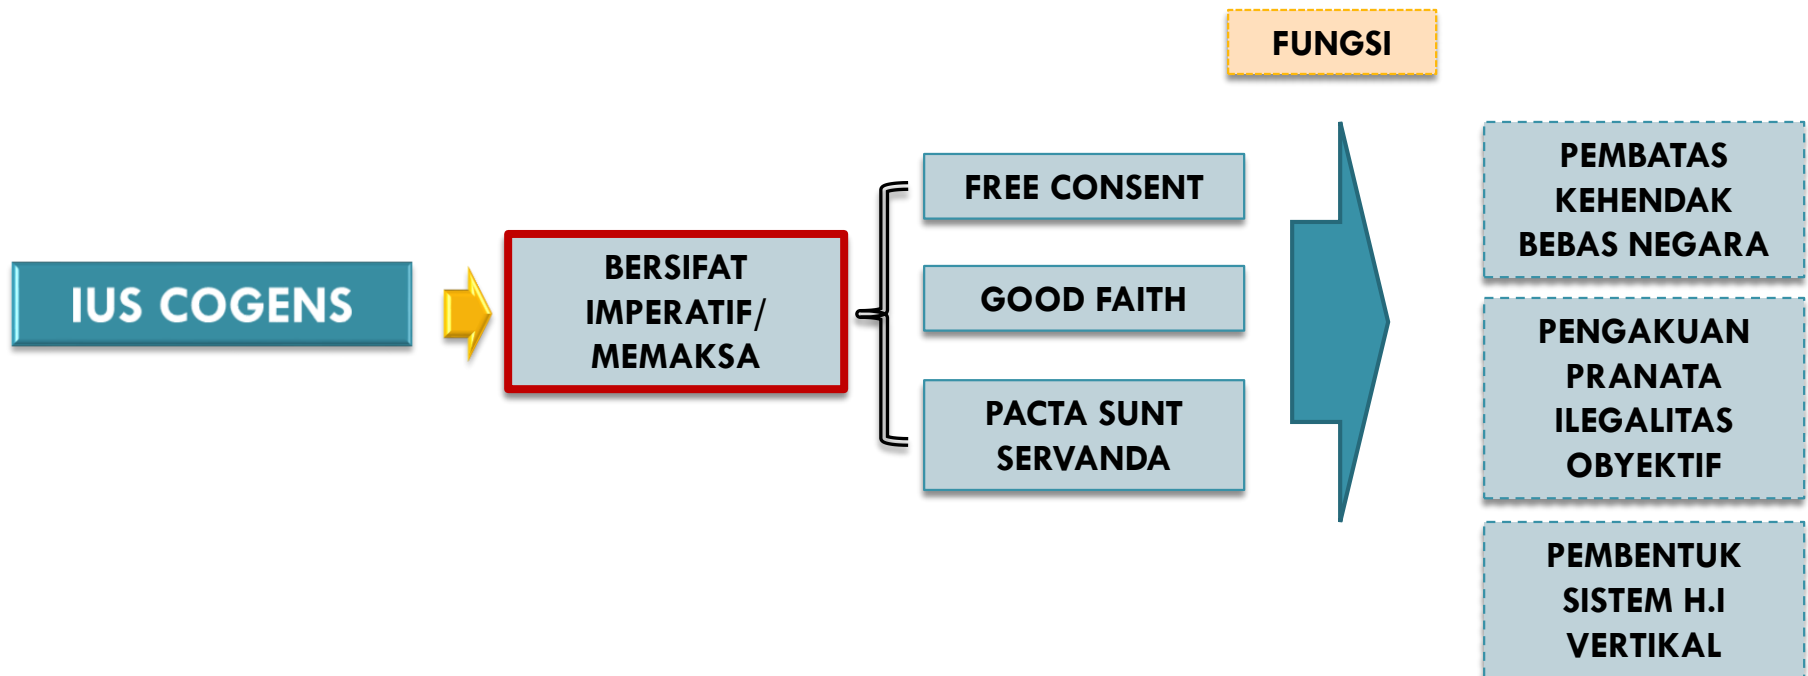 FUNGSI
IUS COGENS
BERSIFAT
IMPERATIF/
MEMAKSA
FREE CONSENT
GOOD FAITH
PACTA SUNT
SERVANDA
PEMBATAS
KEHENDAK
BEBAS NEGARA
PENGAKUAN
PRANATA
ILEGALITAS
OBYEKTIF
PEMBENTUK
SISTEM H.I
VERTIKAL